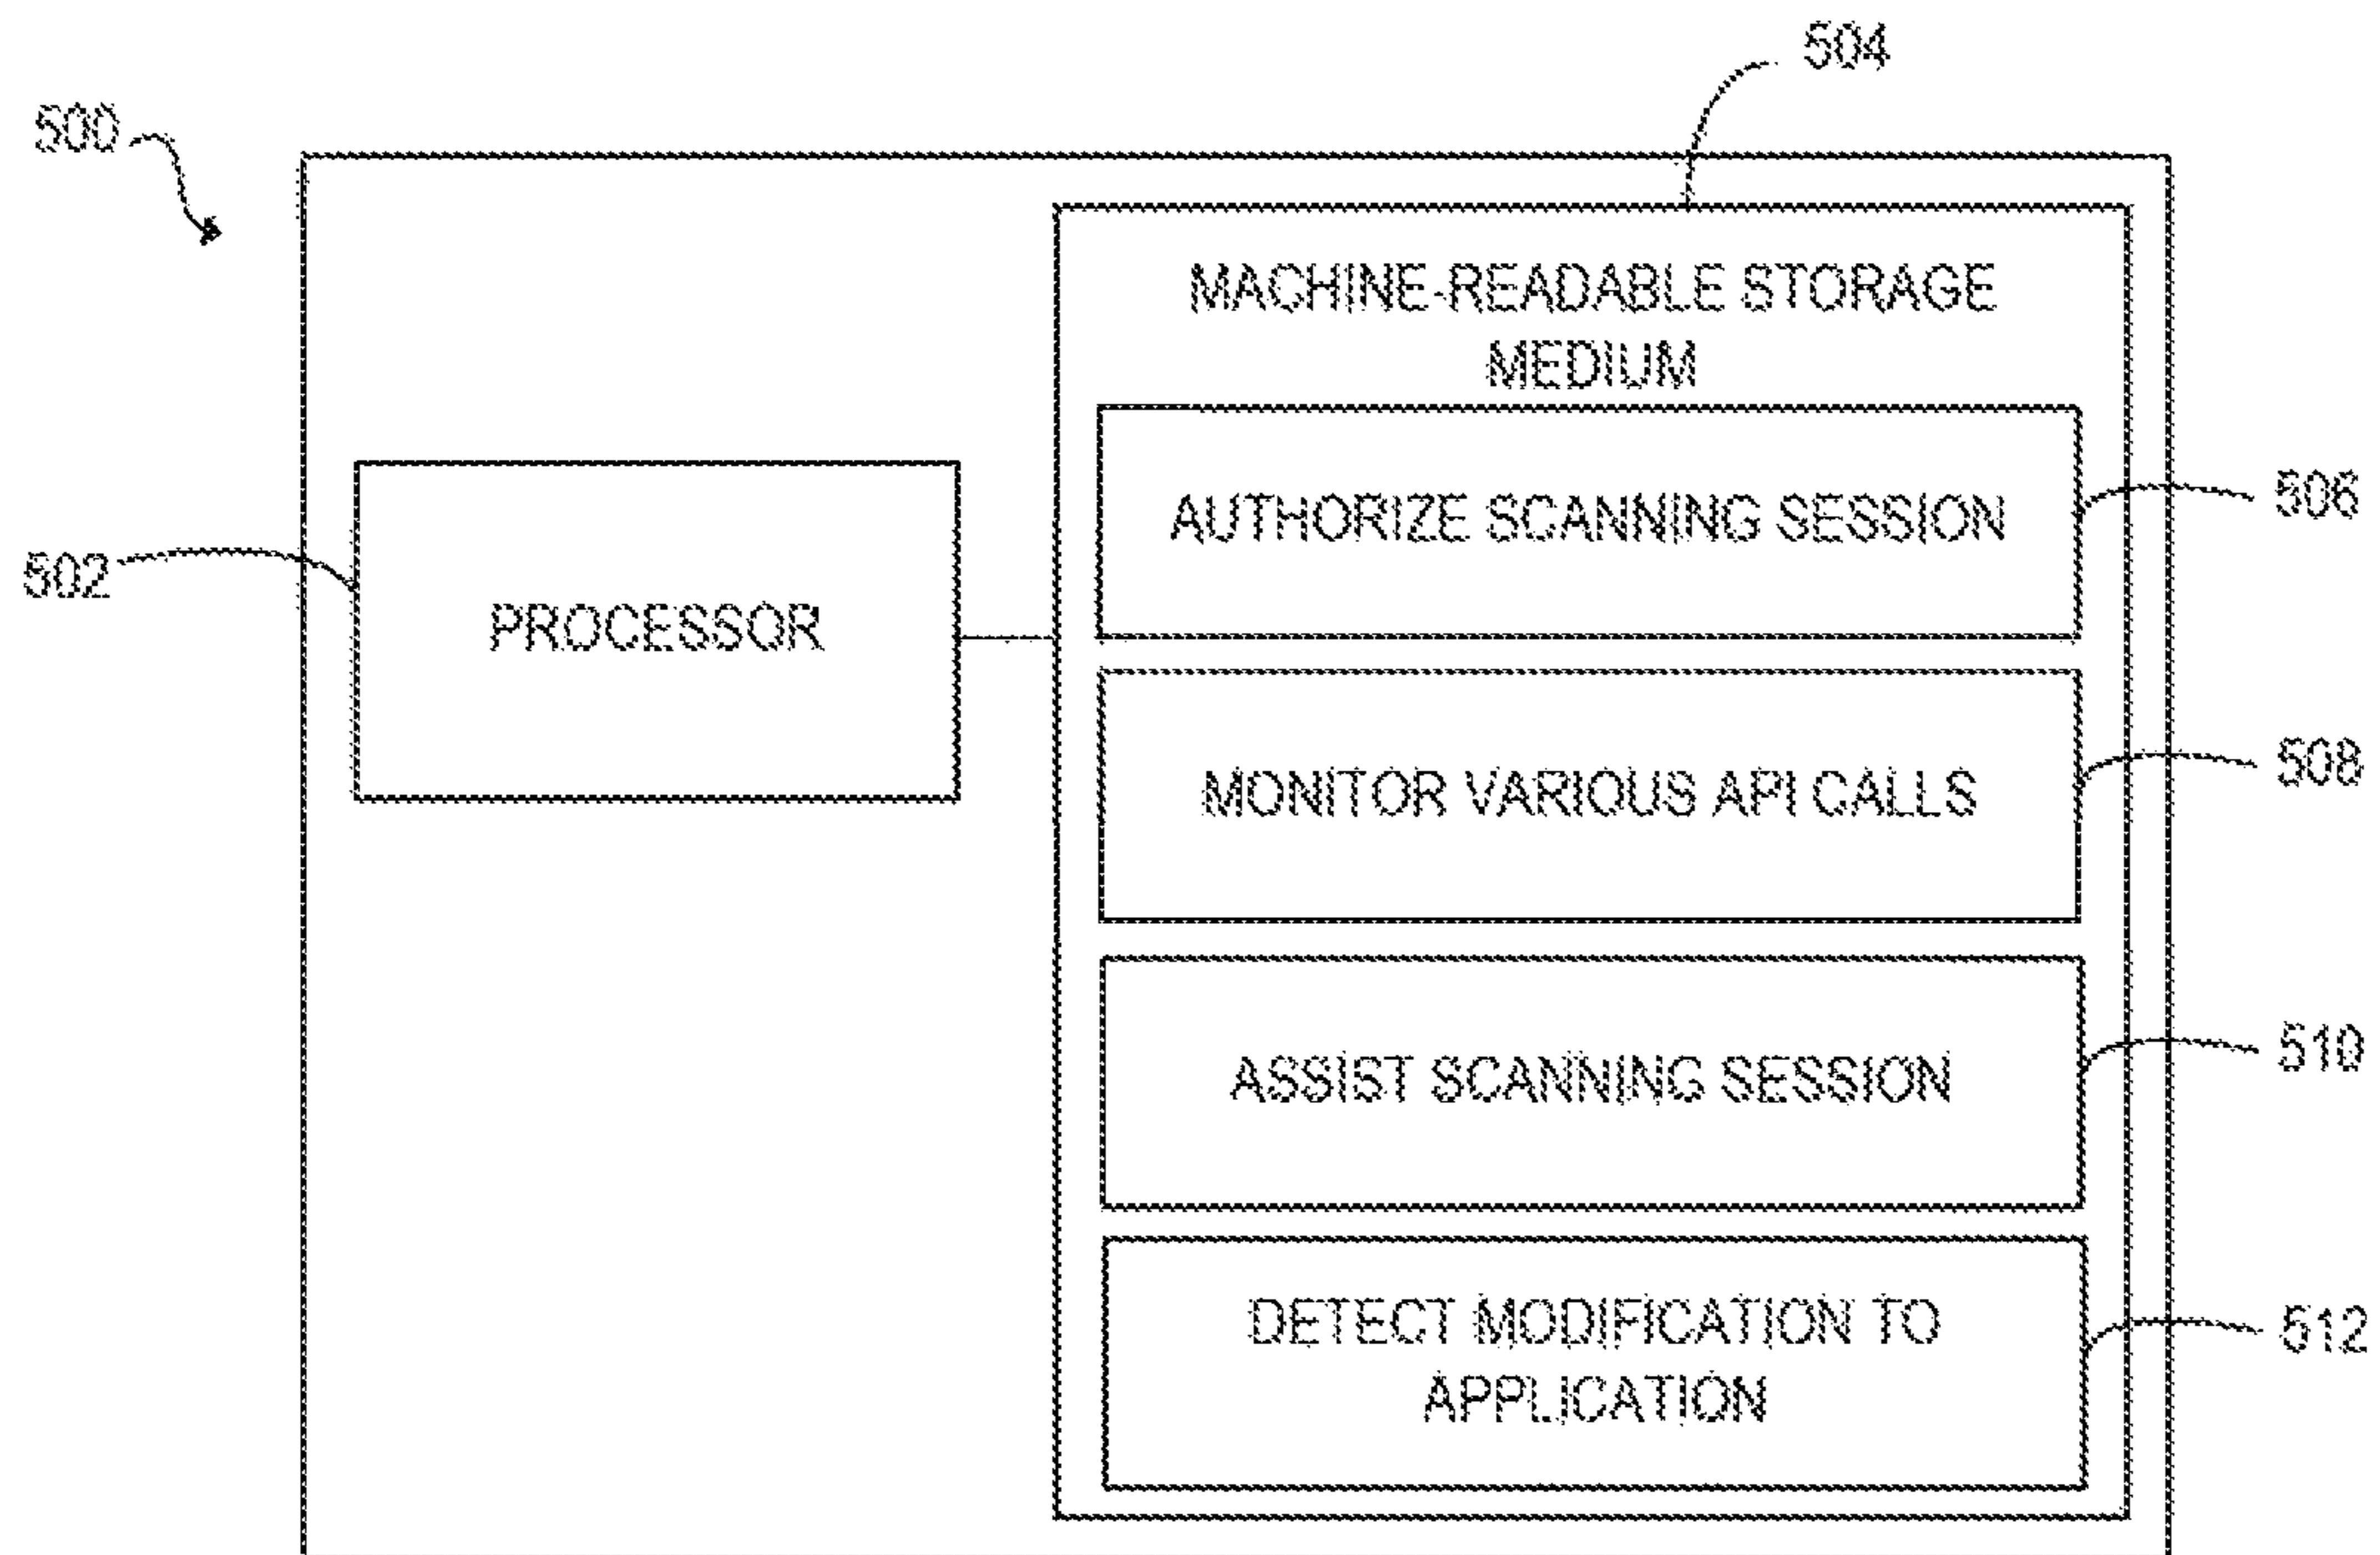 504
500
MACHINE-READABLE STORAGE
MEDIUM
AUTHORIZE SCANNING SESSION
506
502
PROCESSOR
MONITOR VARIOUS API CALLS
508
ASSIST SCANNING SESSION
510
DETECT MODIFICATION TO
APPLICATION
512